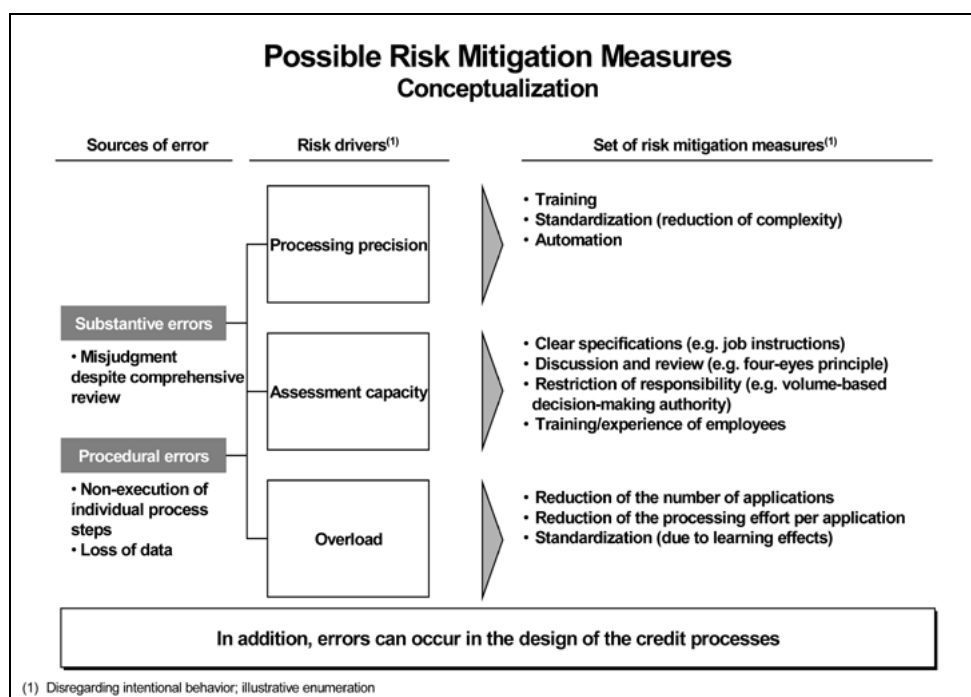 Possible Risk Mitigation Measures
Conceptualization
Sources of error
Risk drivers(1)
Set of risk mitigation measures(1)
Substantive errors
• Misjudgment
despite comprehensive
review
Procedural errors
• Non-execution of
individual process
steps
• Loss of data
Processing precision
• Training
• Standardization (reduction of complexity)
• Automation
Assessment capacity
• Clear specifications (e.g. job instructions)
• Discussion and review (e.g. four-eyes principle)
• Restriction of responsibility (e.g. volume-based
decision-making authority)
• Training/experience of employees
Overload
• Reduction of the number of applications
• Reduction of the processing effort per application
• Standardization (due to learning effects)
In addition, errors can occur in the design of the credit processes
(1) Disregarding intentional behavior; illustrative enumeration